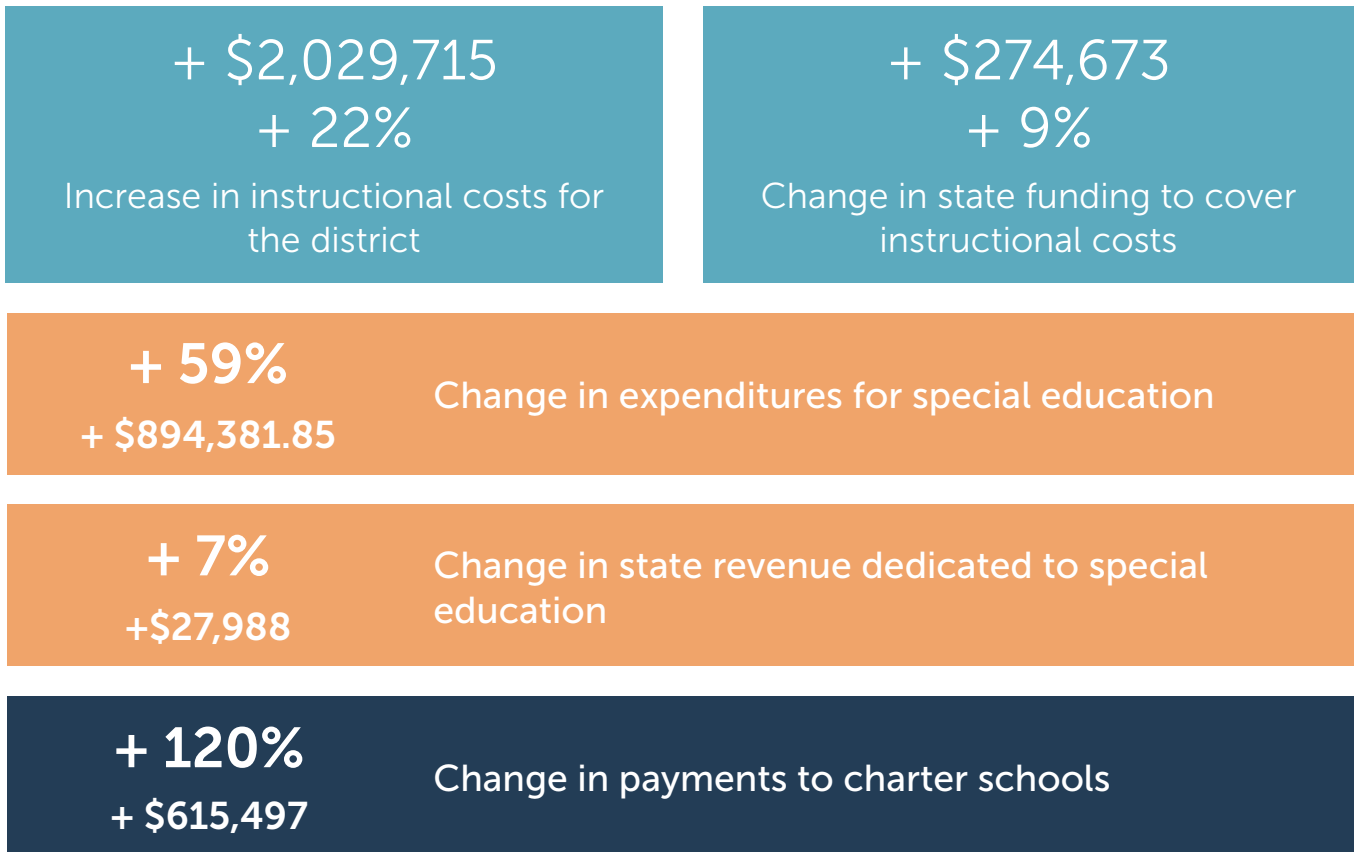 + $2,029,715
+ 22%
Increase in instructional costs for
the district
+ $274,673
+ 9%
Change in state funding to cover
instructional costs
+ 59%
+ $894,381.85
Change in expenditures for special education
+ 7%
+$27,988
Change in state revenue dedicated to special
education
+ 120%
+ $615,497
Change in payments to charter schools